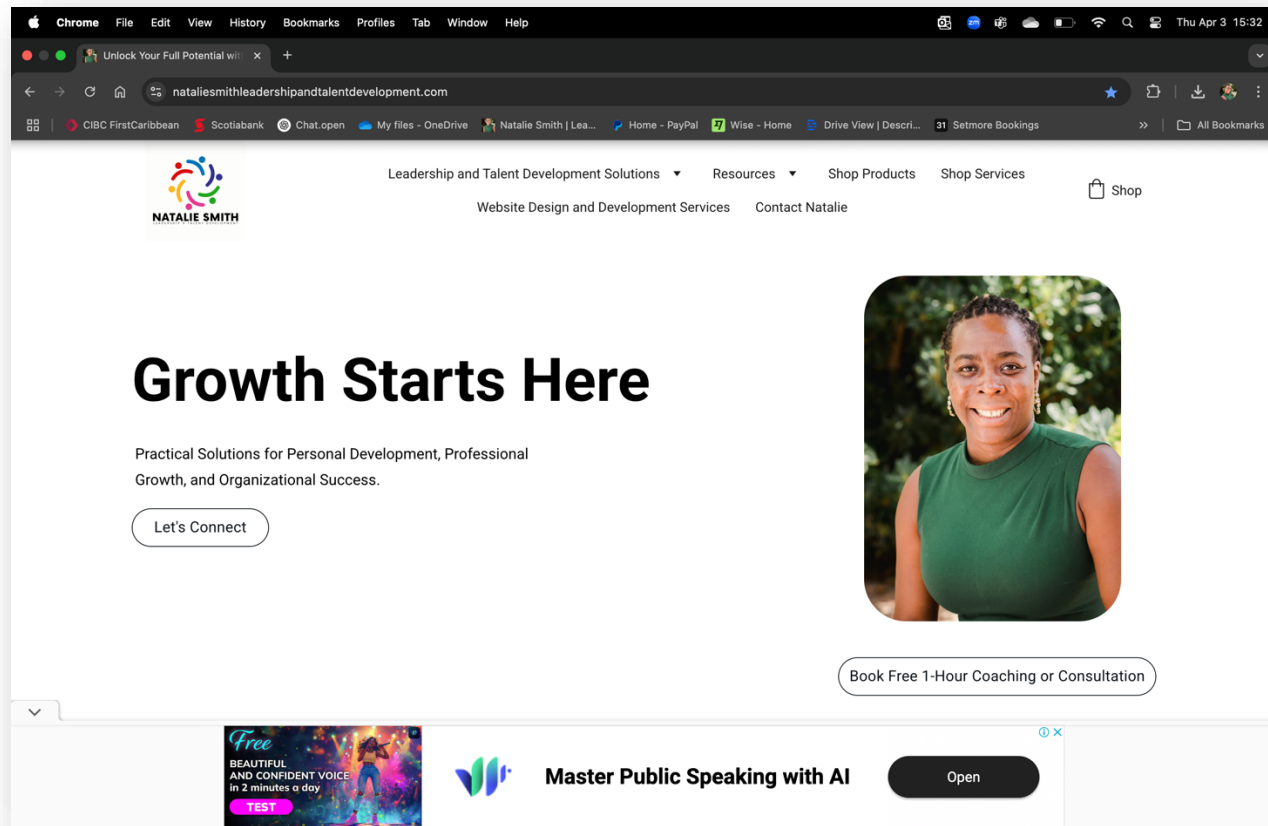 Chrome File Edit View History Bookmarks Profiles Tab Window Help
zm
Thu Apr 3 15:32
Unlock Your Full Potential wit
nataliesmithleadershipandtalentdevelopment.com
CIBC FirstCaribbean Scotiabank Chat.open My files - OneDrive Natalie Smith | Lea... Home - PayPal Wise - Home Drive View | Descri... 31 Setmore Bookings » All Bookmarks
NATALIE SMITH
LEADERSHIP & TALENT DEVELOPMENT
Leadership and Talent Development Solutions Resources Shop Products Shop Services
Website Design and Development Services Contact Natalie
Shop
Growth Starts Here
Practical Solutions for Personal Development, Professional
Growth, and Organizational Success.
Let's Connect
Book Free 1-Hour Coaching or Consultation
Free
BEAUTIFUL
AND CONFIDENT VOICE
in 2 minutes a day
TEST
Master Public Speaking with AI
Open